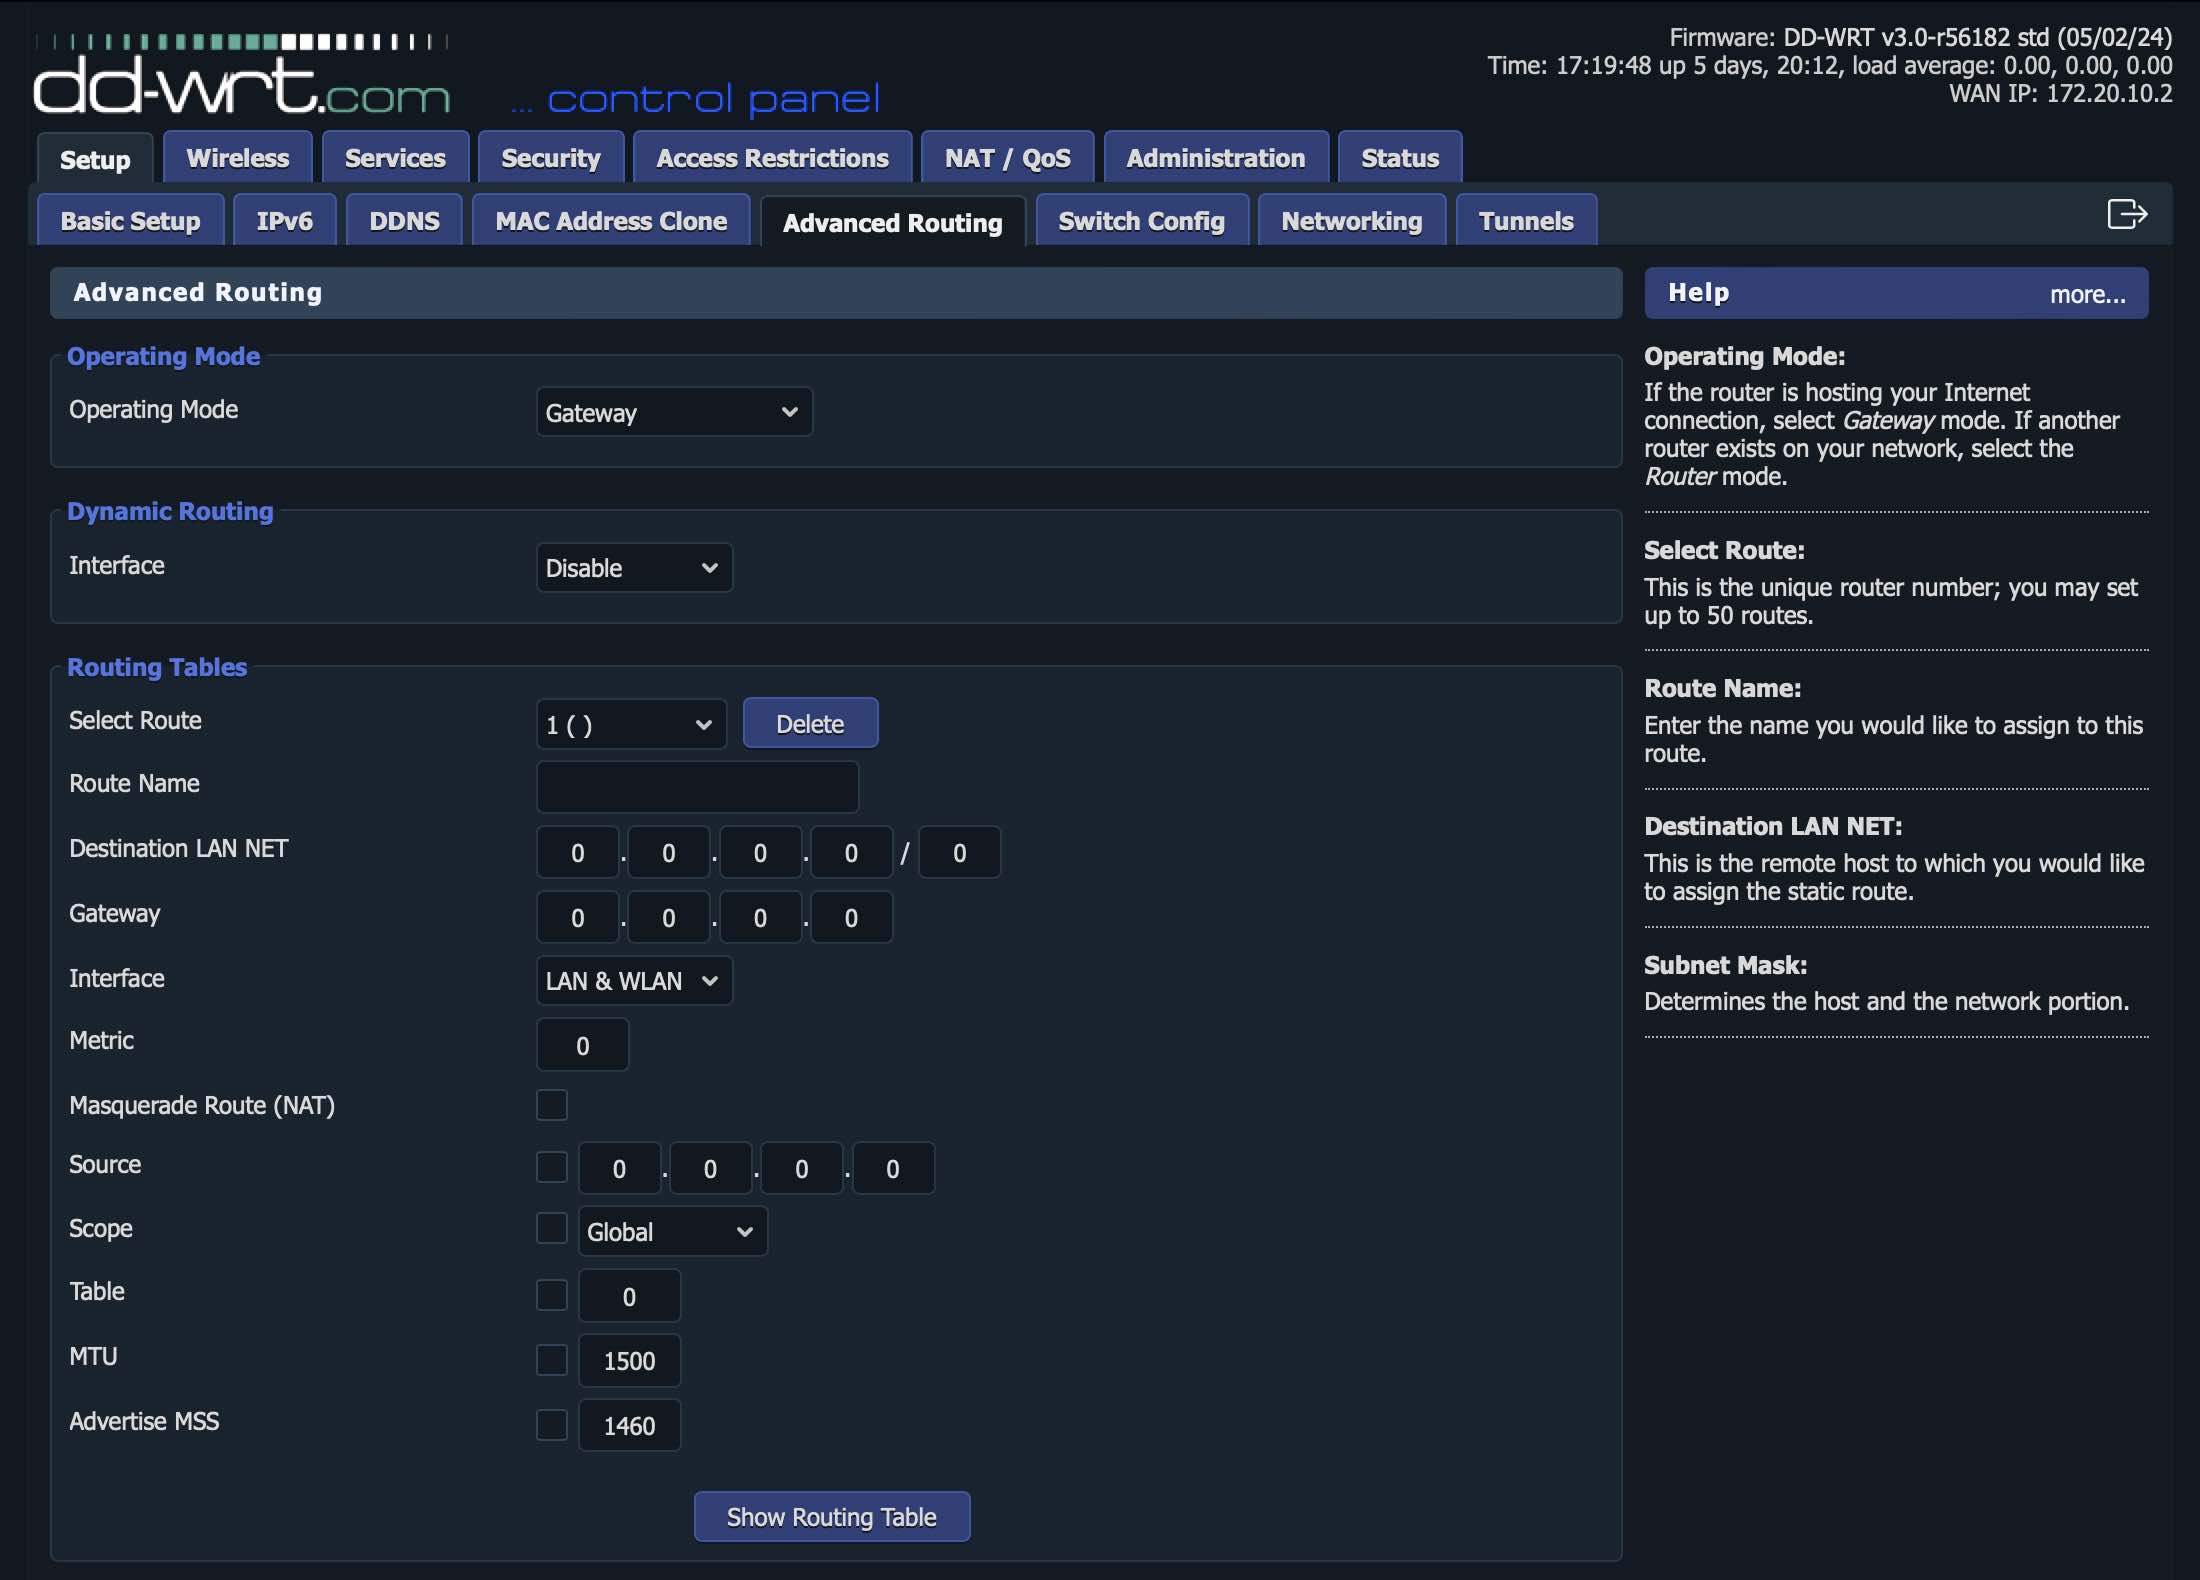 dd-wrt.com ... control panel
Firmware: DD-WRT v3.0-r56182 std (05/02/24)
Time: 17:19:48 up 5 days, 20:12, load average: 0.00, 0.00, 0.00
WAN IP: 172.20.10.2
Setup Wireless Services Security Access Restrictions NAT / QoS Administration Status
Basic Setup IPv6 DDNS MAC Address Clone Advanced Routing Switch Config Networking Tunnels
Advanced Routing
Operating Mode
Operating Mode Gateway
Dynamic Routing
Interface Disable
Routing Tables
Select Route 1 ( ) Delete
Route Name
Destination LAN NET 0 . 0 . 0 . 0 / 0
Gateway 0 . 0 . 0 . 0
Interface LAN & WLAN
Metric 0
Masquerade Route (NAT)
Source 0 . 0 . 0 . 0
Scope Global
Table 0
MTU 1500
Advertise MSS 1460
Show Routing Table
Help more...
Operating Mode:
If the router is hosting your Internet
connection, select Gateway mode. If another
router exists on your network, select the
Router mode.
Select Route:
This is the unique router number; you may set
up to 50 routes.
Route Name:
Enter the name you would like to assign to this
route.
Destination LAN NET:
This is the remote host to which you would like
to assign the static route.
Subnet Mask:
Determines the host and the network portion.